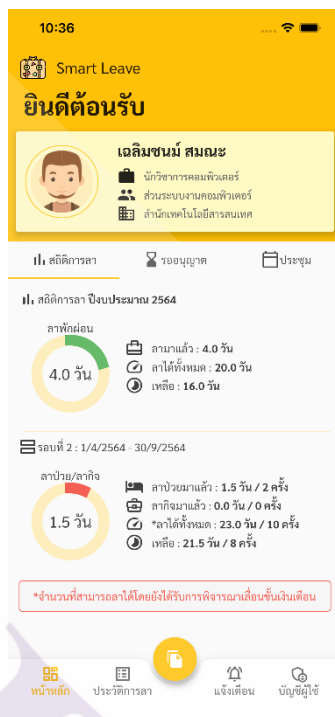 10:36
Smart Leave
ยินดีต้อนรับ
เฉลิมชนม์ สมณะ
นักวิชาการคอมพิวเตอร์
ส่วนระบบงานคอมพิวเตอร์
สำนักเทคโนโลยีสารสนเทศ
สถิติการลา รออนุญาต ประชุม
สถิติการลา ปีงบประมาณ 2564
ลาพักผ่อน
4.0 วัน
ลามาแล้ว : 4.0 วัน
ลาได้ทั้งหมด : 20.0 วัน
เหลือ : 16.0 วัน
รอบที่ 2 : 1/4/2564 - 30/9/2564
ลาป่วย/ลากิจ
1.5 วัน
ลาป่วยมาแล้ว : 1.5 วัน / 2 ครั้ง
ลากิจมาแล้ว : 0.0 วัน / 0 ครั้ง
*ลาได้ทั้งหมด : 23.0 วัน / 10 ครั้ง
เหลือ : 21.5 วัน / 8 ครั้ง
*จำนวนที่สามารถลาได้โดยยังได้รับการพิจารณาเลื่อนขั้นเงินเดือน
หน้าหลัก ประวัติการลา แจ้งเตือน บัญชีผู้ใช้